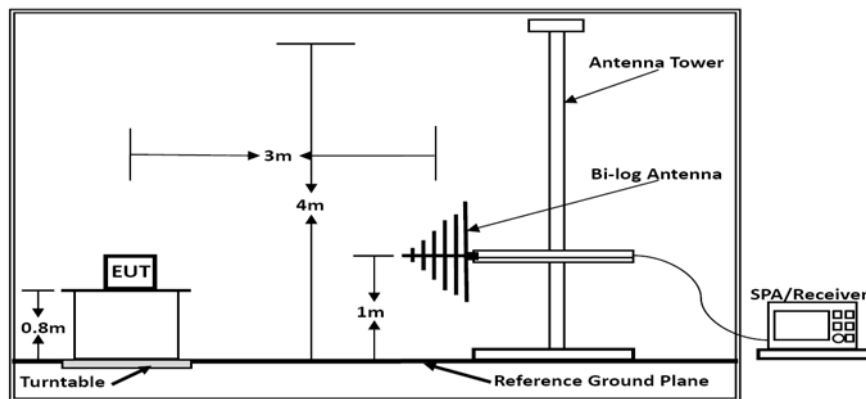 Antenna Tower
3m
Bi-log Antenna
4m
EUT
SPA/Receiver
0.8m
1m
Turntable
Reference Ground Plane